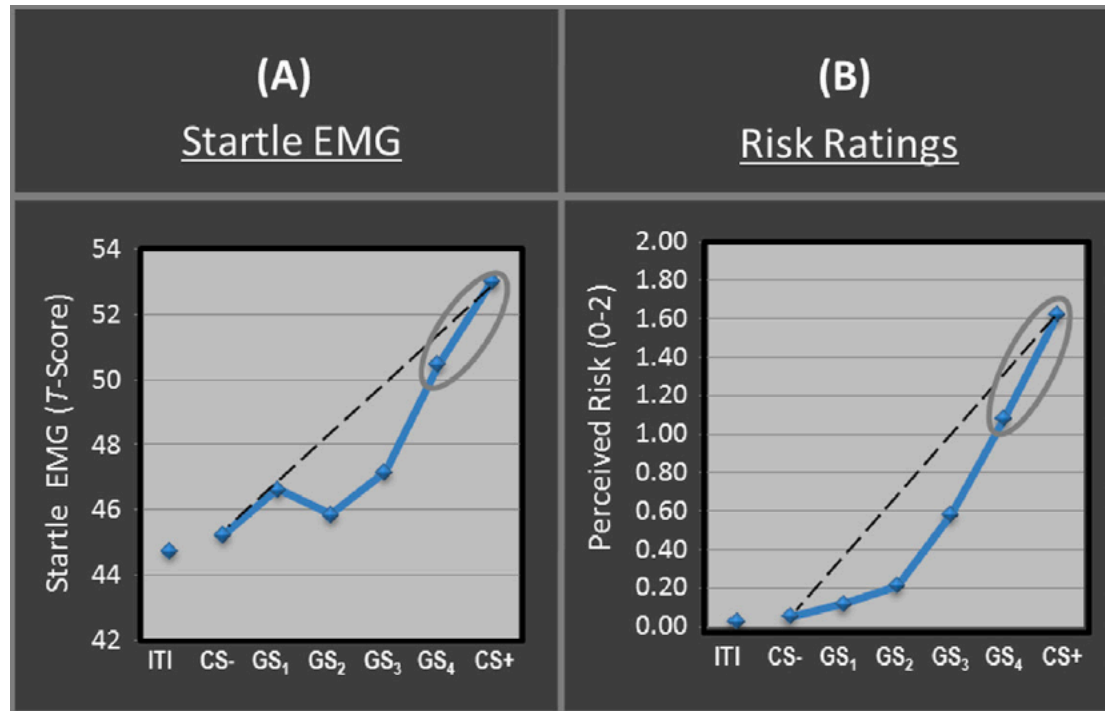 (A)
Startle EMG
(B)
Risk Ratings
Startle EMG (T-Score)
54
52
50
48
46
44
42
ITI CS- GS₁ GS₂ GS₃ GS₄ CS+
Perceived Risk (0-2)
2.00
1.80
1.60
1.40
1.20
1.00
0.80
0.60
0.40
0.20
0.00
ITI CS- GS₁ GS₂ GS₃ GS₄ CS+